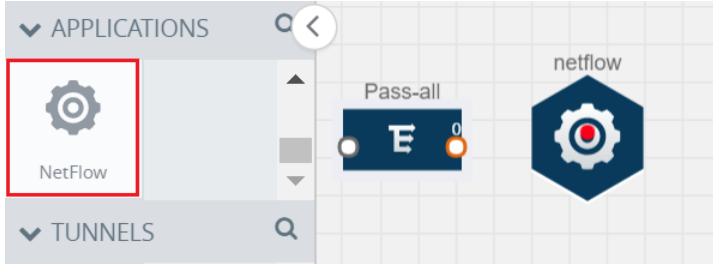 APPLICATIONS
netflow
Pass-all
0
NetFlow
TUNNELS